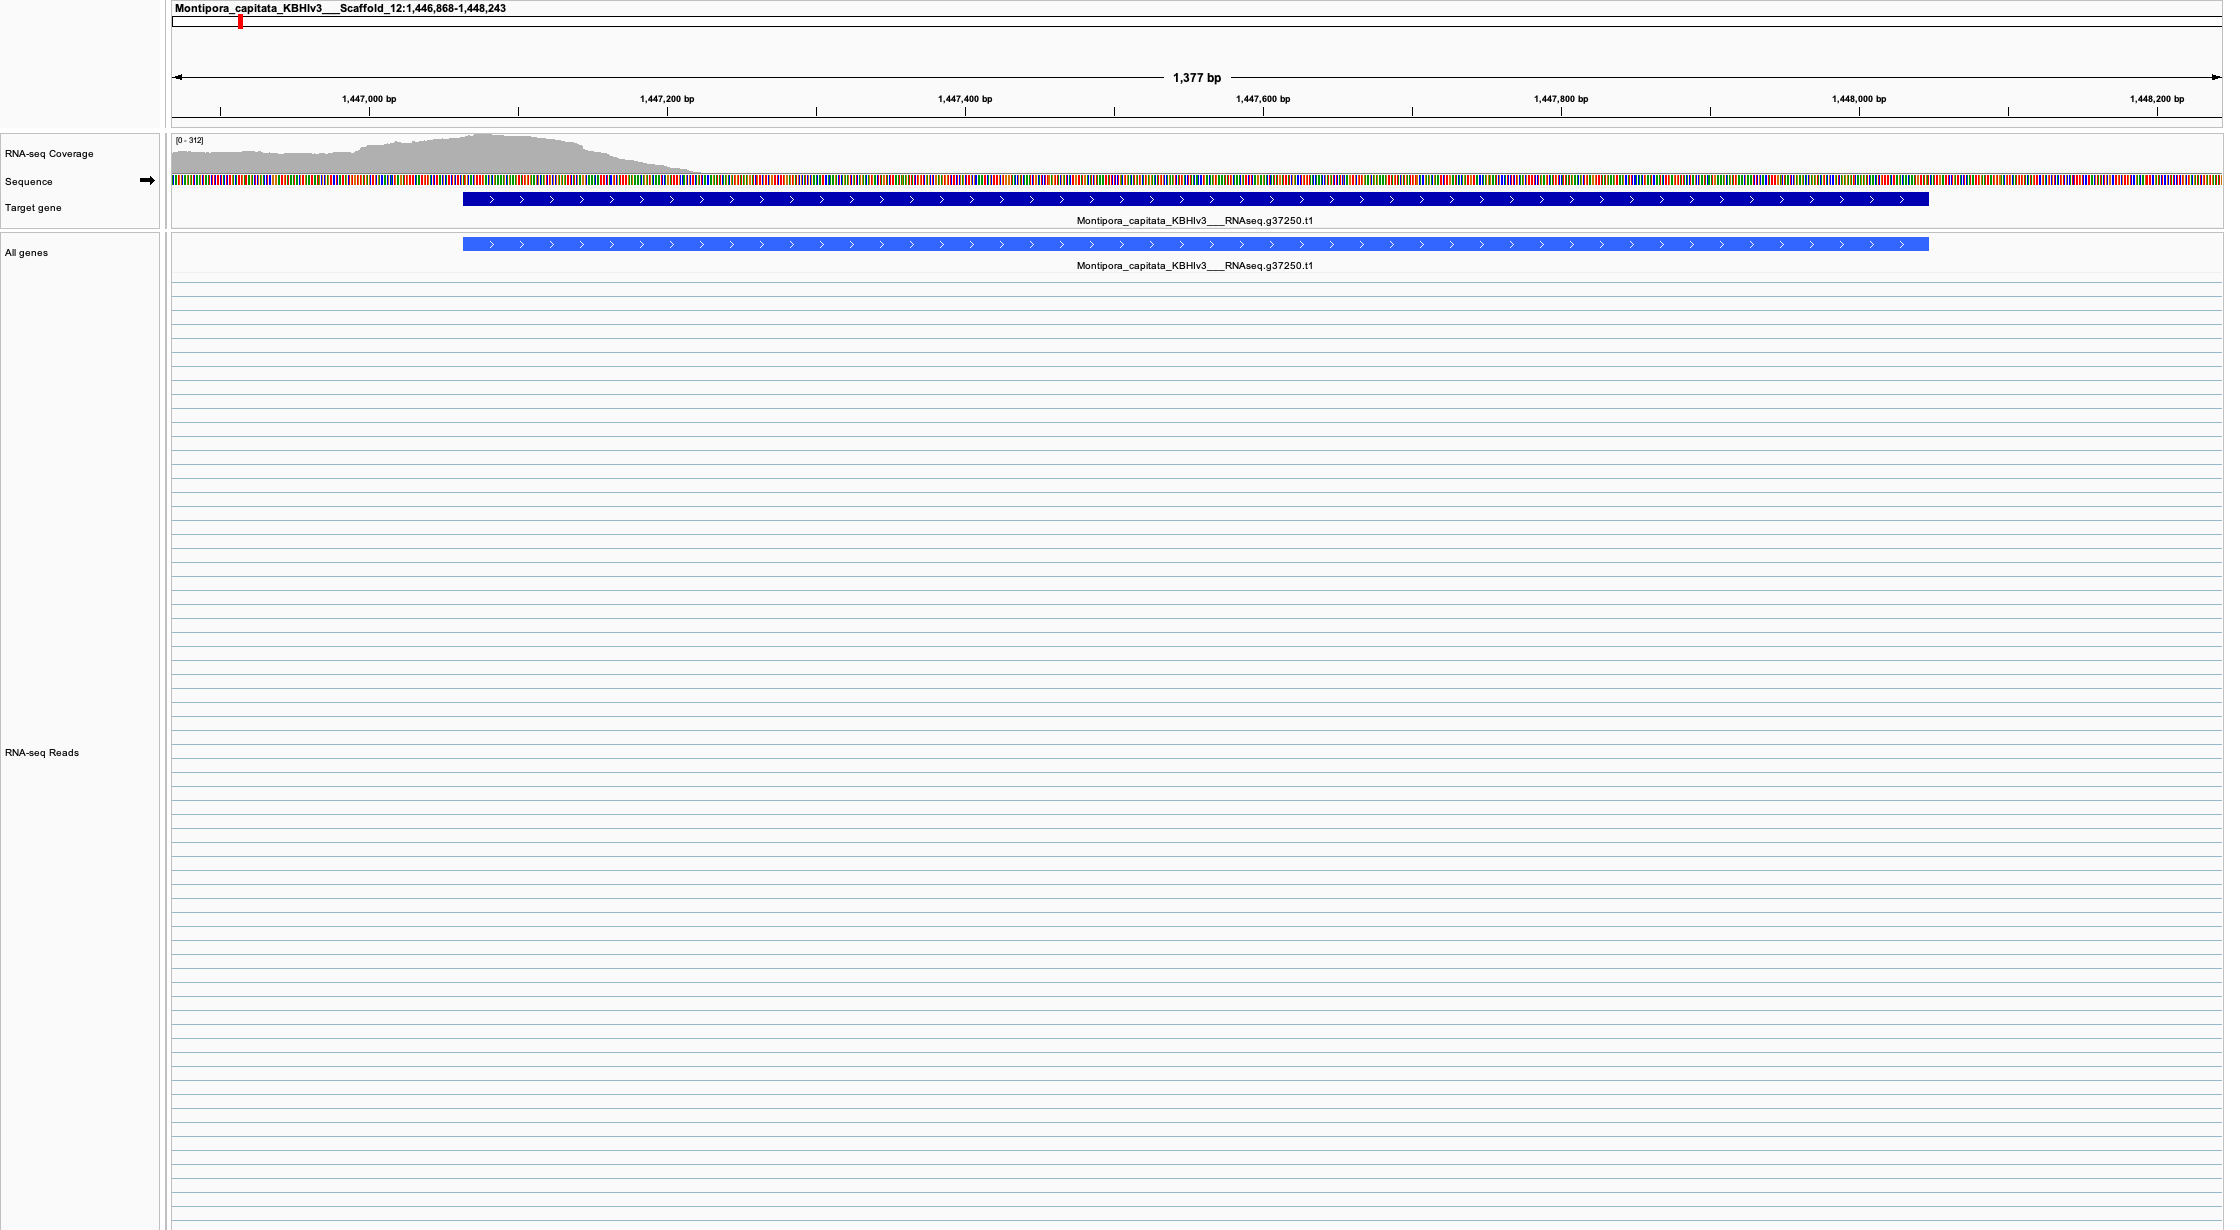 Montipora_capitata_KBHIv3___Scaffold_12:1,446,868-1,448,243
1,377 bp
1,447,000 bp
1,447,200 bp
1,447,400 bp
1,447,600 bp
1,447,800 bp
1,448,000 bp
1,448,200 bp
RNA-seq Coverage
[0 - 312]
Sequence
Target gene
Montipora_capitata_KBHIv3___RNAseq.g37250.t1
All genes
Montipora_capitata_KBHIv3___RNAseq.g37250.t1
RNA-seq Reads